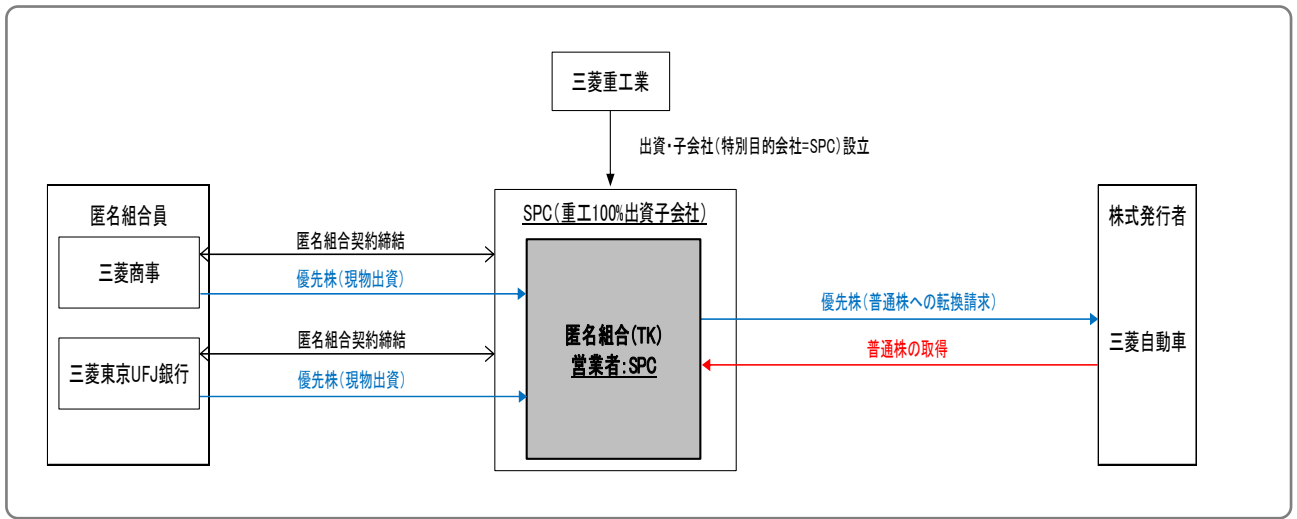 三菱重工業
出資・子会社(特別目的会社=SPC)設立
匿名組合員
三菱商事
三菱東京UFJ銀行
匿名組合契約締結
優先株(現物出資)
匿名組合契約締結
優先株(現物出資)
SPC(重工100%出資子会社)
匿名組合(TK)
営業者:SPC
優先株(普通株への転換請求)
普通株の取得
株式発行者
三菱自動車